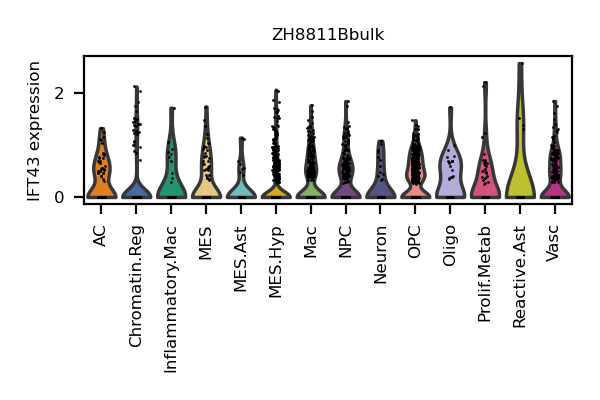 ZH8811Bbulk
IFT43 expression
2
0
AC
Chromatin.Reg
Inflammatory.Mac
MES
MES.Ast
MES.Hyp
Mac
NPC
Neuron
OPC
Oligo
Prolif.Metab
Reactive.Ast
Vasc